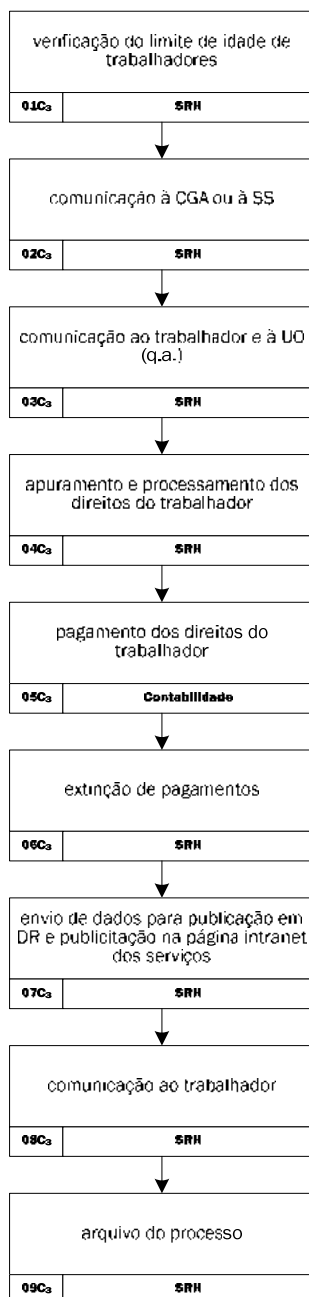 verificação do limite de idade de
trabalhadores
01C₃ SRH
comunicação à CGA ou à SS
02C₃ SRH
comunicação ao trabalhador e à UO
(q.a.)
03C₃ SRH
apuramento e processamento dos
direitos do trabalhador
04C₃ SRH
pagamento dos direitos do
trabalhador
05C₃ Contabilidade
extinção de pagamentos
06C₃ SRH
envio de dados para publicação em
DR e publicitação na página intranet
dos serviços
07C₃ SRH
comunicação ao trabalhador
08C₃ SRH
arquivo do processo
09C₃ SRH